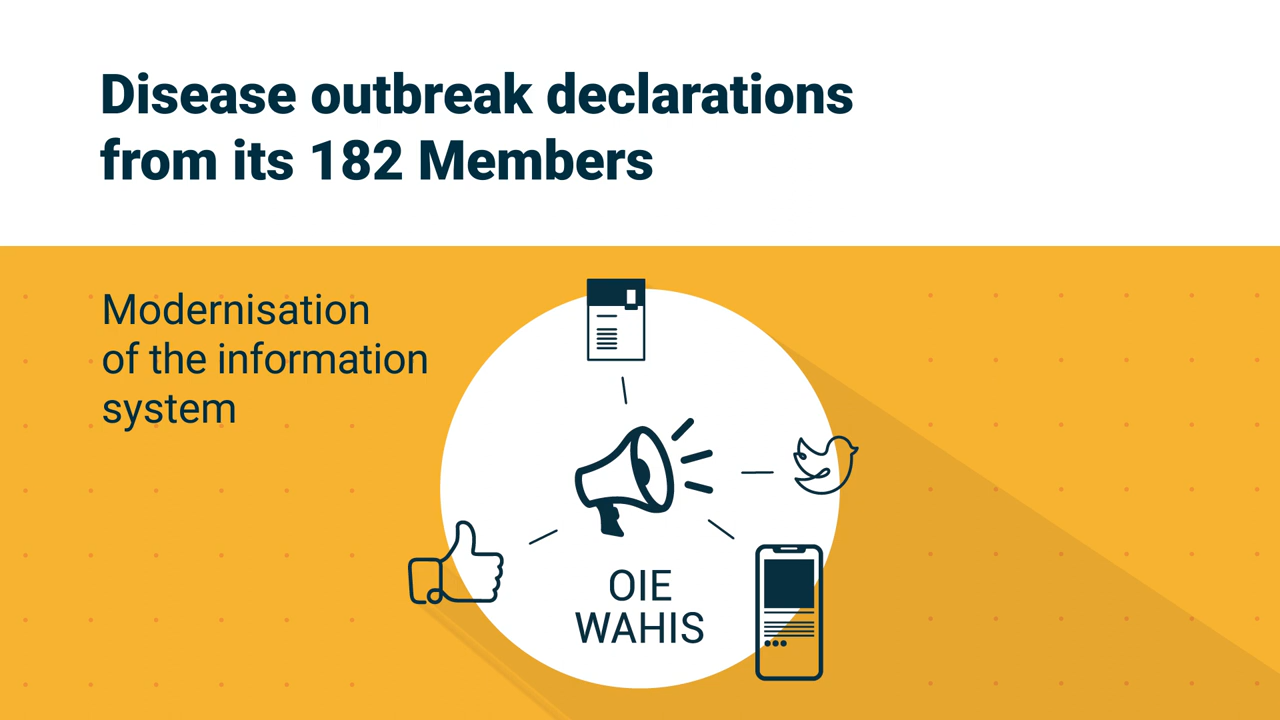 Disease outbreak declarations
from its 182 Members
Modernisation
of the information
system
OIE
WAHIS